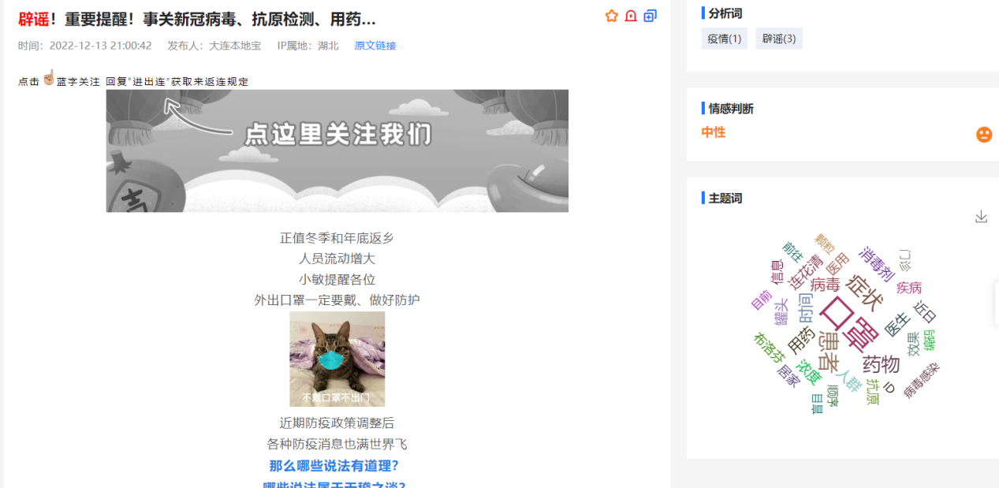 辟谣！重要提醒！事关新冠病毒、抗原检测、用药...
时间：2022-12-13 21:00:42 发布人：大连本地宝 IP属地：湖北 原文链接
点击☝蓝字关注 回复"进出连"获取来返连规定
点这里关注我们
吉
正值冬季和年底返乡
人员流动增大
小敏提醒各位
外出口罩一定要戴、做好防护
不戴口罩不出门
近期防疫政策调整后
各种防疫消息也满世界飞
那么哪些说法有道理？
哪些说法属于无稽之谈？
分析词
疫情(1) 辟谣(3)
情感判断
中性
主题词
颗粒
前往
医用
消毒剂
诊门
信息
连花清
病毒
症状
疾病
目前
罐头
时间
口罩
近日
医生
布洛芬
用药
患者
效果
编码
居家
浓度
人群
药物
病毒感染
盲目
顺序
抗原
ID